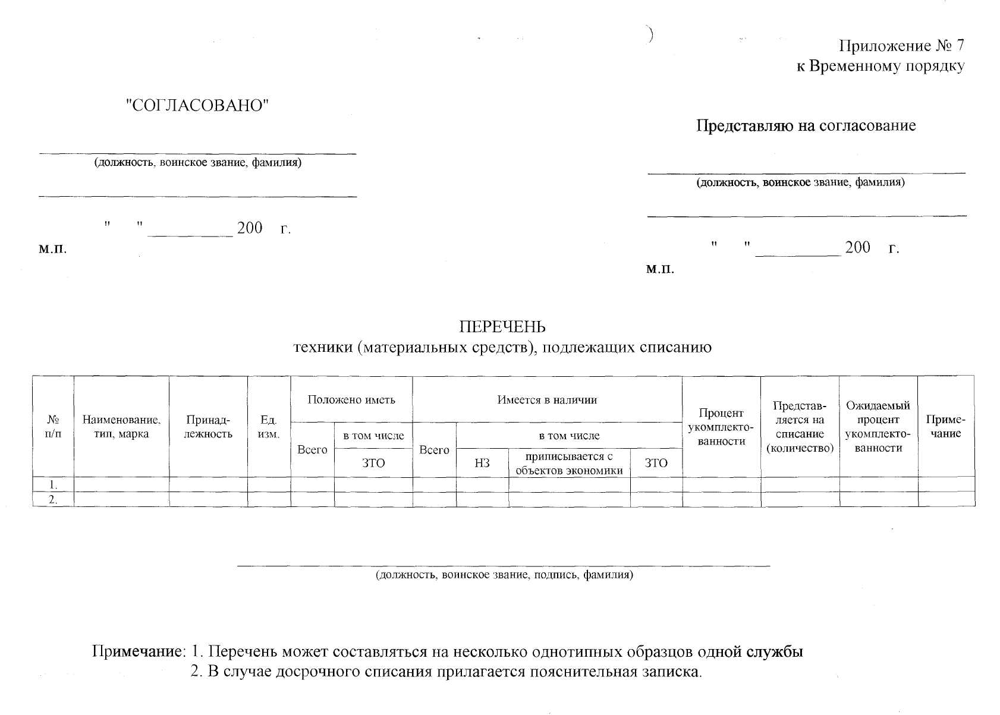 Приложение № 7
к Временному порядку
"СОГЛАСОВАНО"
Представляю на согласование
(должность, воинское звание, фамилия)
(должность, воинское звание, фамилия)
" " __________ 200 г.
м.п.
" " __________ 200 г.
м.п.
ПЕРЕЧЕНЬ
техники (материальных средств), подлежащих списанию
№
п/п
Наименование,
тип, марка
Принад-
лежность
Ед.
изм.
Положено иметь
Всего
в том числе
ЗТО
Имеется в наличии
Всего
в том числе
НЗ
приписывается с
объектов экономики
ЗТО
Процент
укомплекто-
ванности
Представ-
ляется на
списание
(количество)
Ожидаемый
процент
укомплекто-
ванности
Приме-
чание
1.
2.
(должность, воинское звание, подпись, фамилия)
Примечание: 1. Перечень может составляться на несколько однотипных образцов одной службы
2. В случае досрочного списания прилагается пояснительная записка.